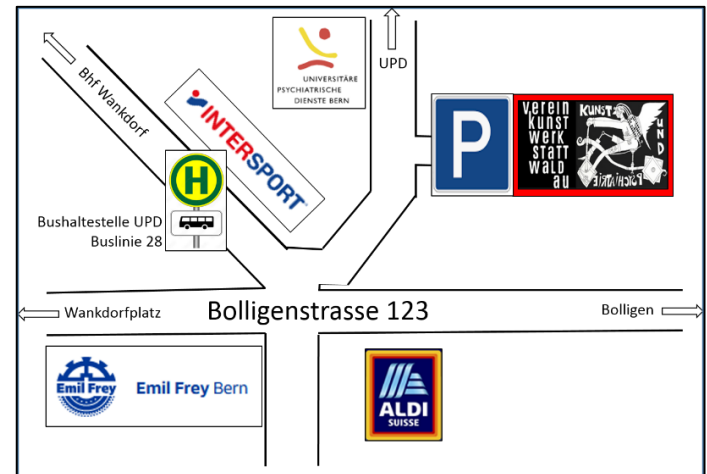 Bhf Wankdorf
UNIVERSITÄRE
PSYCHIATRISCHE
DIENSTE BERN
UPD
INTERSPORT
P
verein
kunst
werk
statt
wald
au
KUNST
UND
PSYCHIATRIE
H
Bushaltestelle UPD
Buslinie 28
Wankdorfplatz
Bolligenstrasse 123
Bolligen
Emil Frey
Emil Frey Bern
ALDI
SUISSE